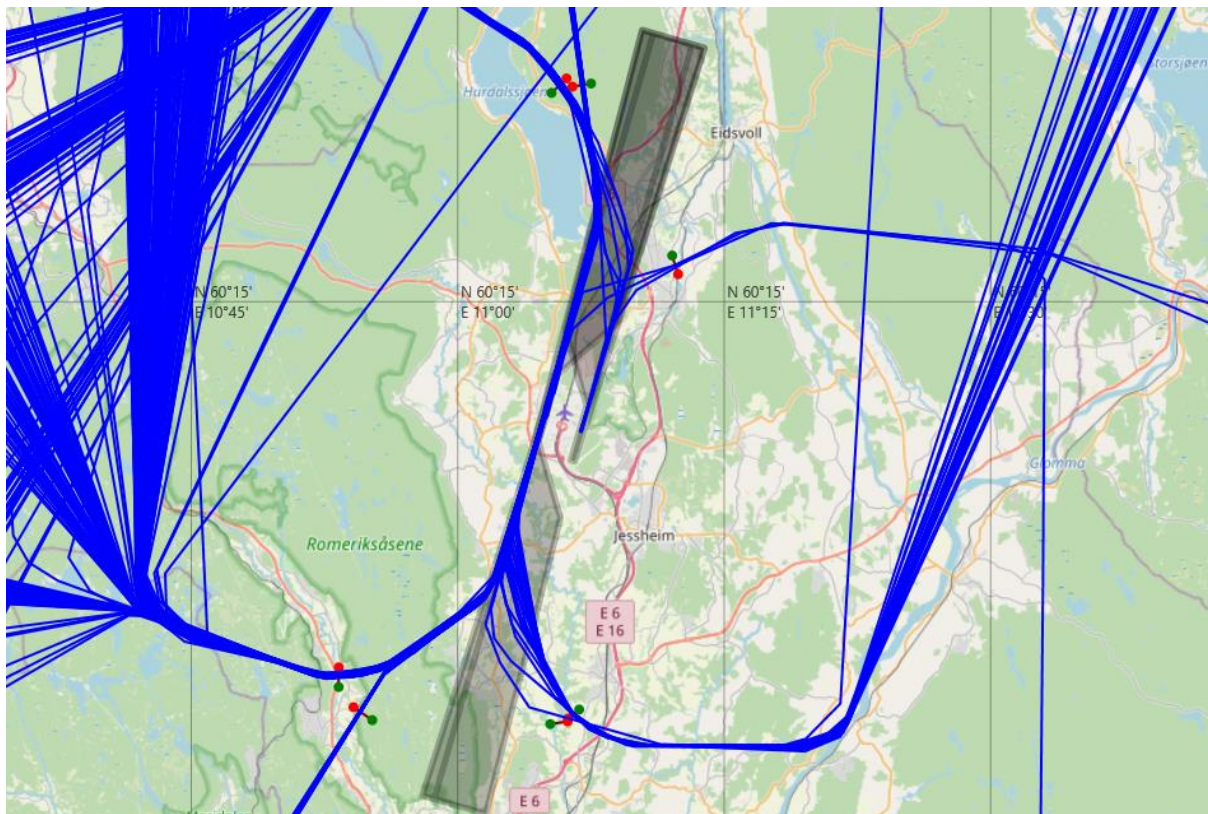 Hurdalssjøen
Storsjøen
Eidsvoll
N 60°15'
E 10°45'
N 60°15'
E 11°00'
N 60°15'
E 11°15'
Glomma
Romeriksåsene
Jessheim
E 6
E 16
E 6